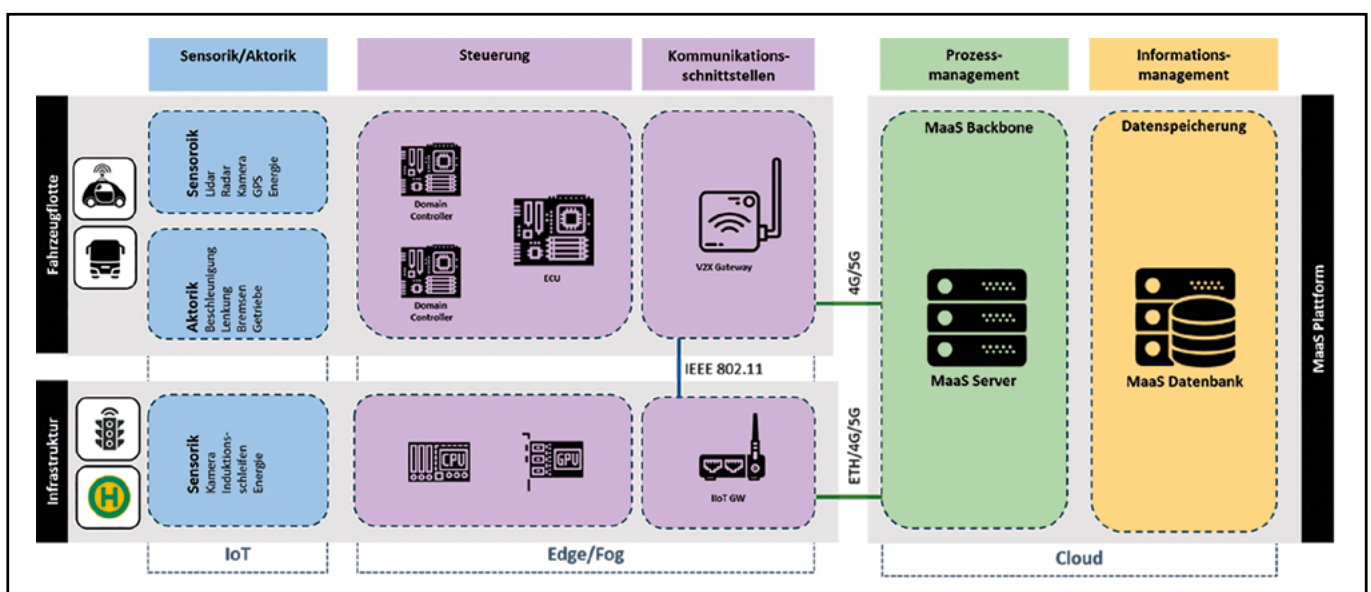 Sensorik/Aktorik
Steuerung
Kommunikations-
schnittstellen
Prozess-
management
Informations-
management
Fahrzeugflotte
Sensoroik
Lidar
Radar
Kamera
GPS
Energie
Aktorik
Beschleunigung
Lenkung
Bremsen
Getriebe
Domain
Controller
Domain
Controller
ECU
V2X Gateway
4G/5G
IEEE 802.11
MaaS Backbone
MaaS Server
Datenspeicherung
MaaS Datenbank
MaaS Plattform
Infrastruktur
H
Sensorik
Kamera
Induktions-
schleifen
Energie
CPU
GPU
IIoT GW
ETH/4G/5G
IoT
Edge/Fog
Cloud